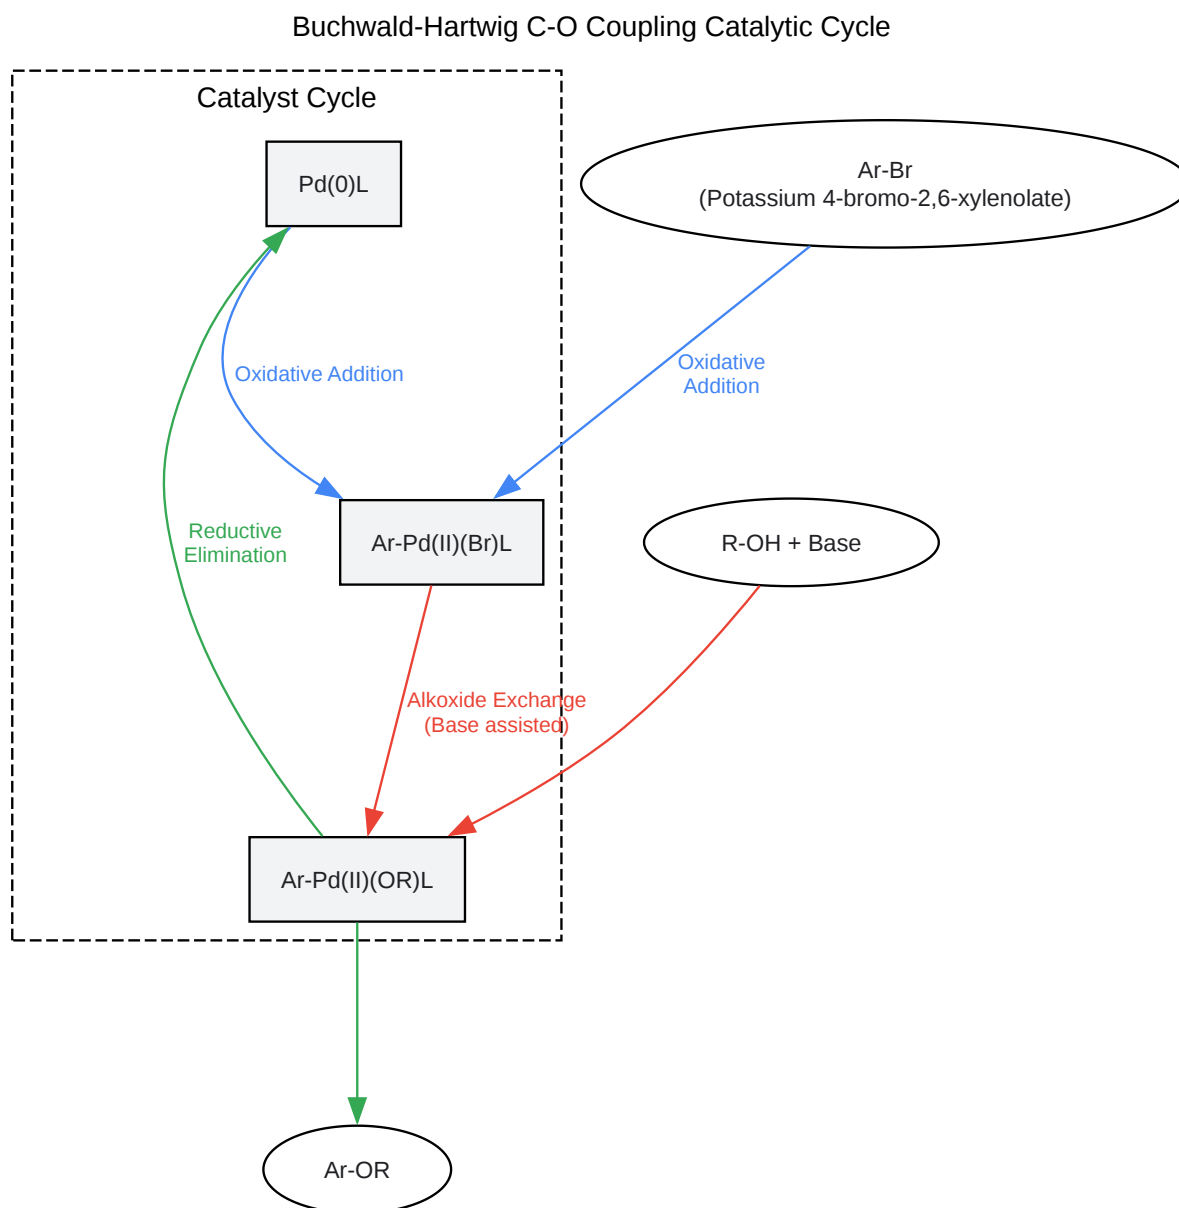 Buchwald-Hartwig C-O Coupling Catalytic Cycle
Catalyst Cycle
Pd(0)L
Ar-Br
(Potassium 4-bromo-2,6-xylenolate)
Oxidative Addition
Oxidative
Addition
Reductive
Elimination
Ar-Pd(II)(Br)L
R-OH + Base
Alkoxide Exchange
(Base assisted)
Ar-Pd(II)(OR)L
Ar-OR